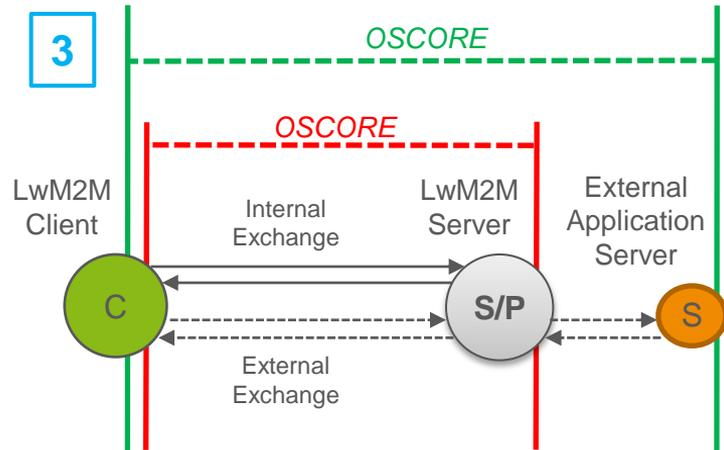 3
OSCORE
OSCORE
LwM2M
Client
Internal
Exchange
LwM2M
Server
External
Application
Server
C
S/P
S
External
Exchange